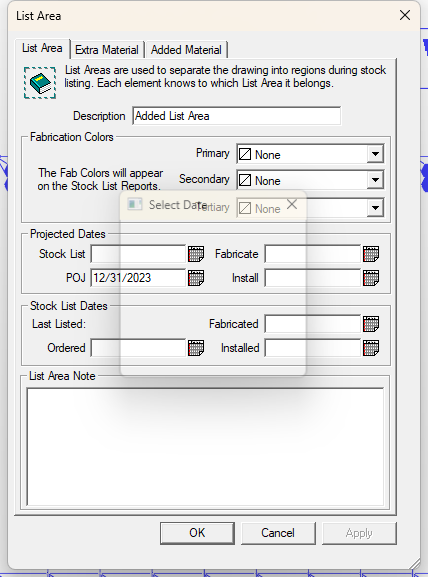 List Area
List Area Extra Material Added Material
List Areas are used to separate the drawing into regions during stock
listing. Each element knows to which List Area it belongs.
Description Added List Area
Fabrication Colors
Primary None
The Fab Colors will appear
on the Stock List Reports.
Secondary None
Select Date
Tertiary None
Projected Dates
Stock List Fabricate
POJ 12/31/2023 Install
Stock List Dates
Last Listed: Fabricated
Ordered Installed
List Area Note
OK Cancel Apply